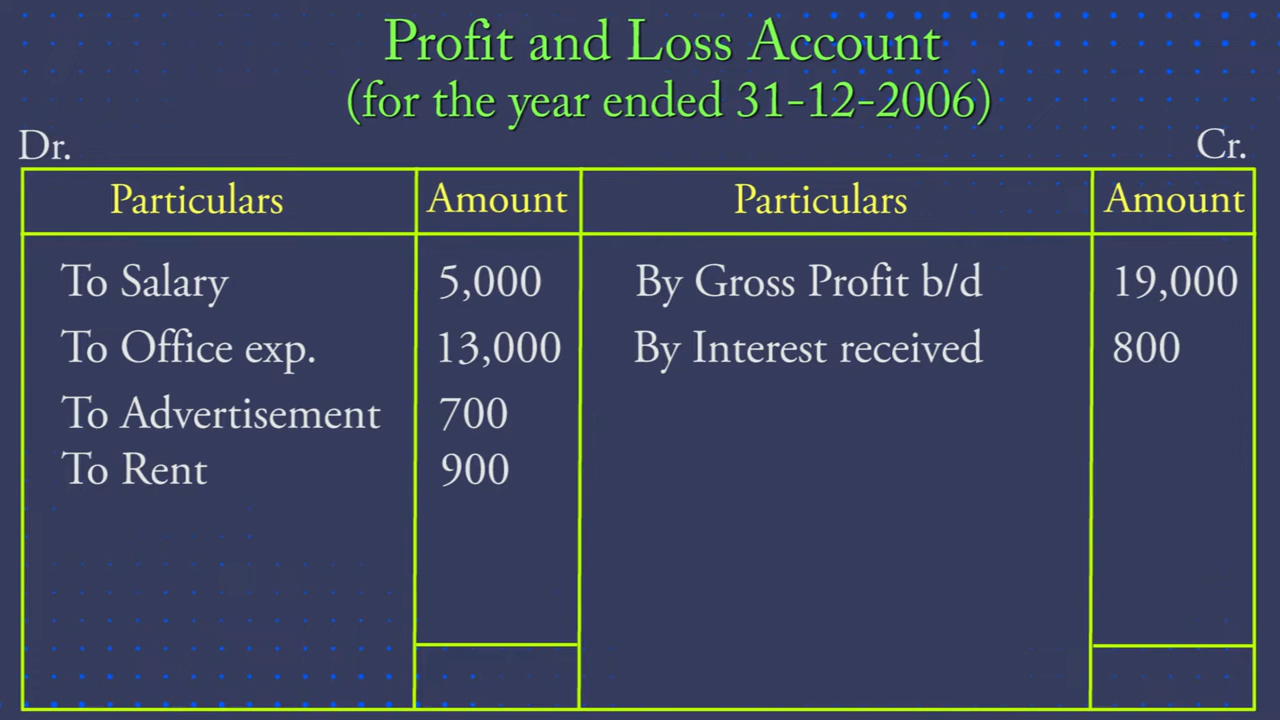 Profit and Loss Account
(for the year ended 31-12-2006)
Dr. Cr.
Particulars Amount Particulars Amount
To Salary 5,000 By Gross Profit b/d 19,000
To Office exp. 13,000 By Interest received 800
To Advertisement 700
To Rent 900